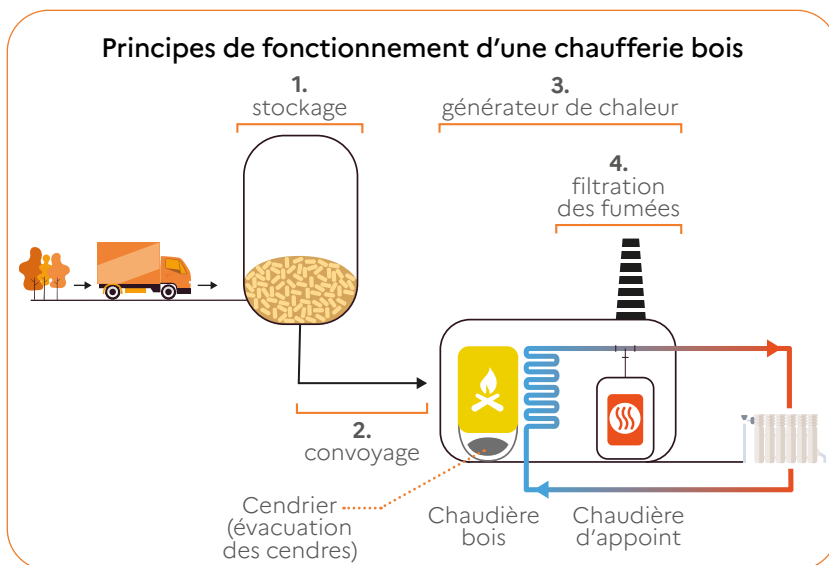 Principes de fonctionnement d’une chaufferie bois
1.
stockage
3.
générateur de chaleur
4.
filtration
des fumées
2.
convoyage
Cendrier
(évacuation
des cendres)
Chaudière
bois
Chaudière
d’appoint